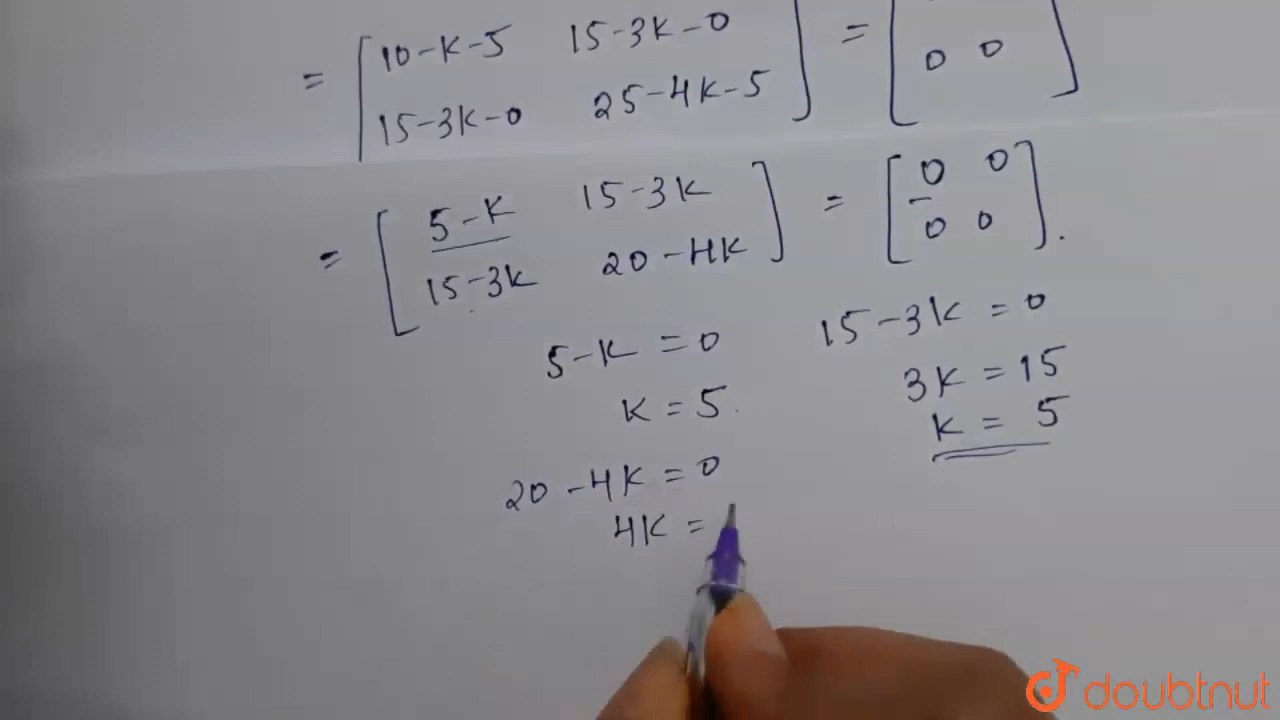 = [ 10-k-5 15-3k-0 ] = [
15-3k-0 25-4k-5 0 0 ]
= [ 5-k 15-3k ] = [ 0 0
15-3k 20-4k ] 0 0 ].
5-k = 0 15-3k = 0
k = 5 3k = 15
k = 5
20-4k = 0
4k =
doubtnut